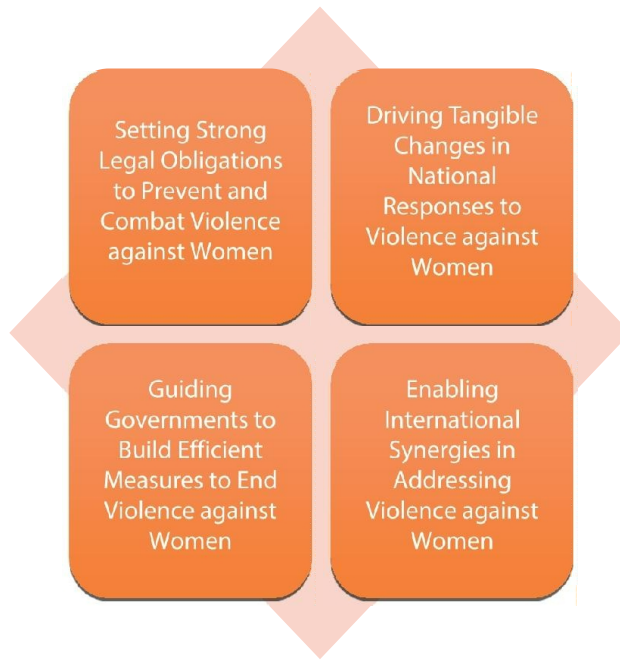 Setting Strong
Legal Obligations
to Prevent and
Combat Violence
against Women
Driving Tangible
Changes in
National
Responses to
Violence against
Women
Guiding
Governments to
Build Efficient
Measures to End
Violence against
Women
Enabling
International
Synergies in
Addressing
Violence against
Women